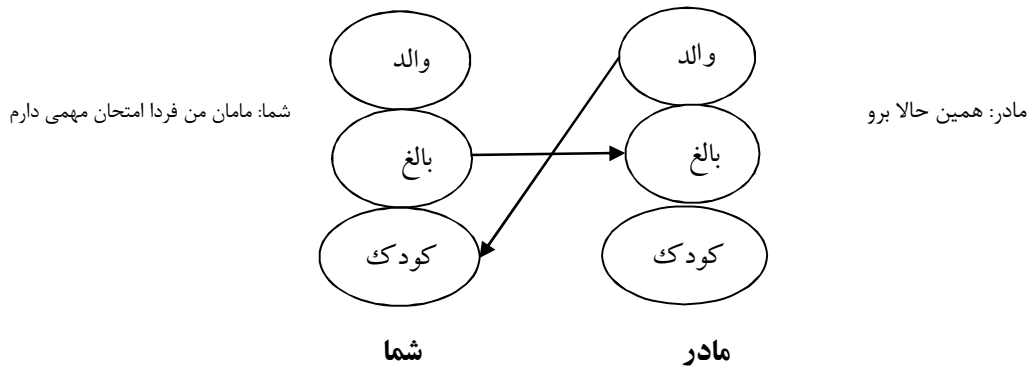 والد
والد
مادر: همین حالا برو
شما: مامان من فردا امتحان مهمی دارم
بالغ
بالغ
کودک
کودک
مادر
شما